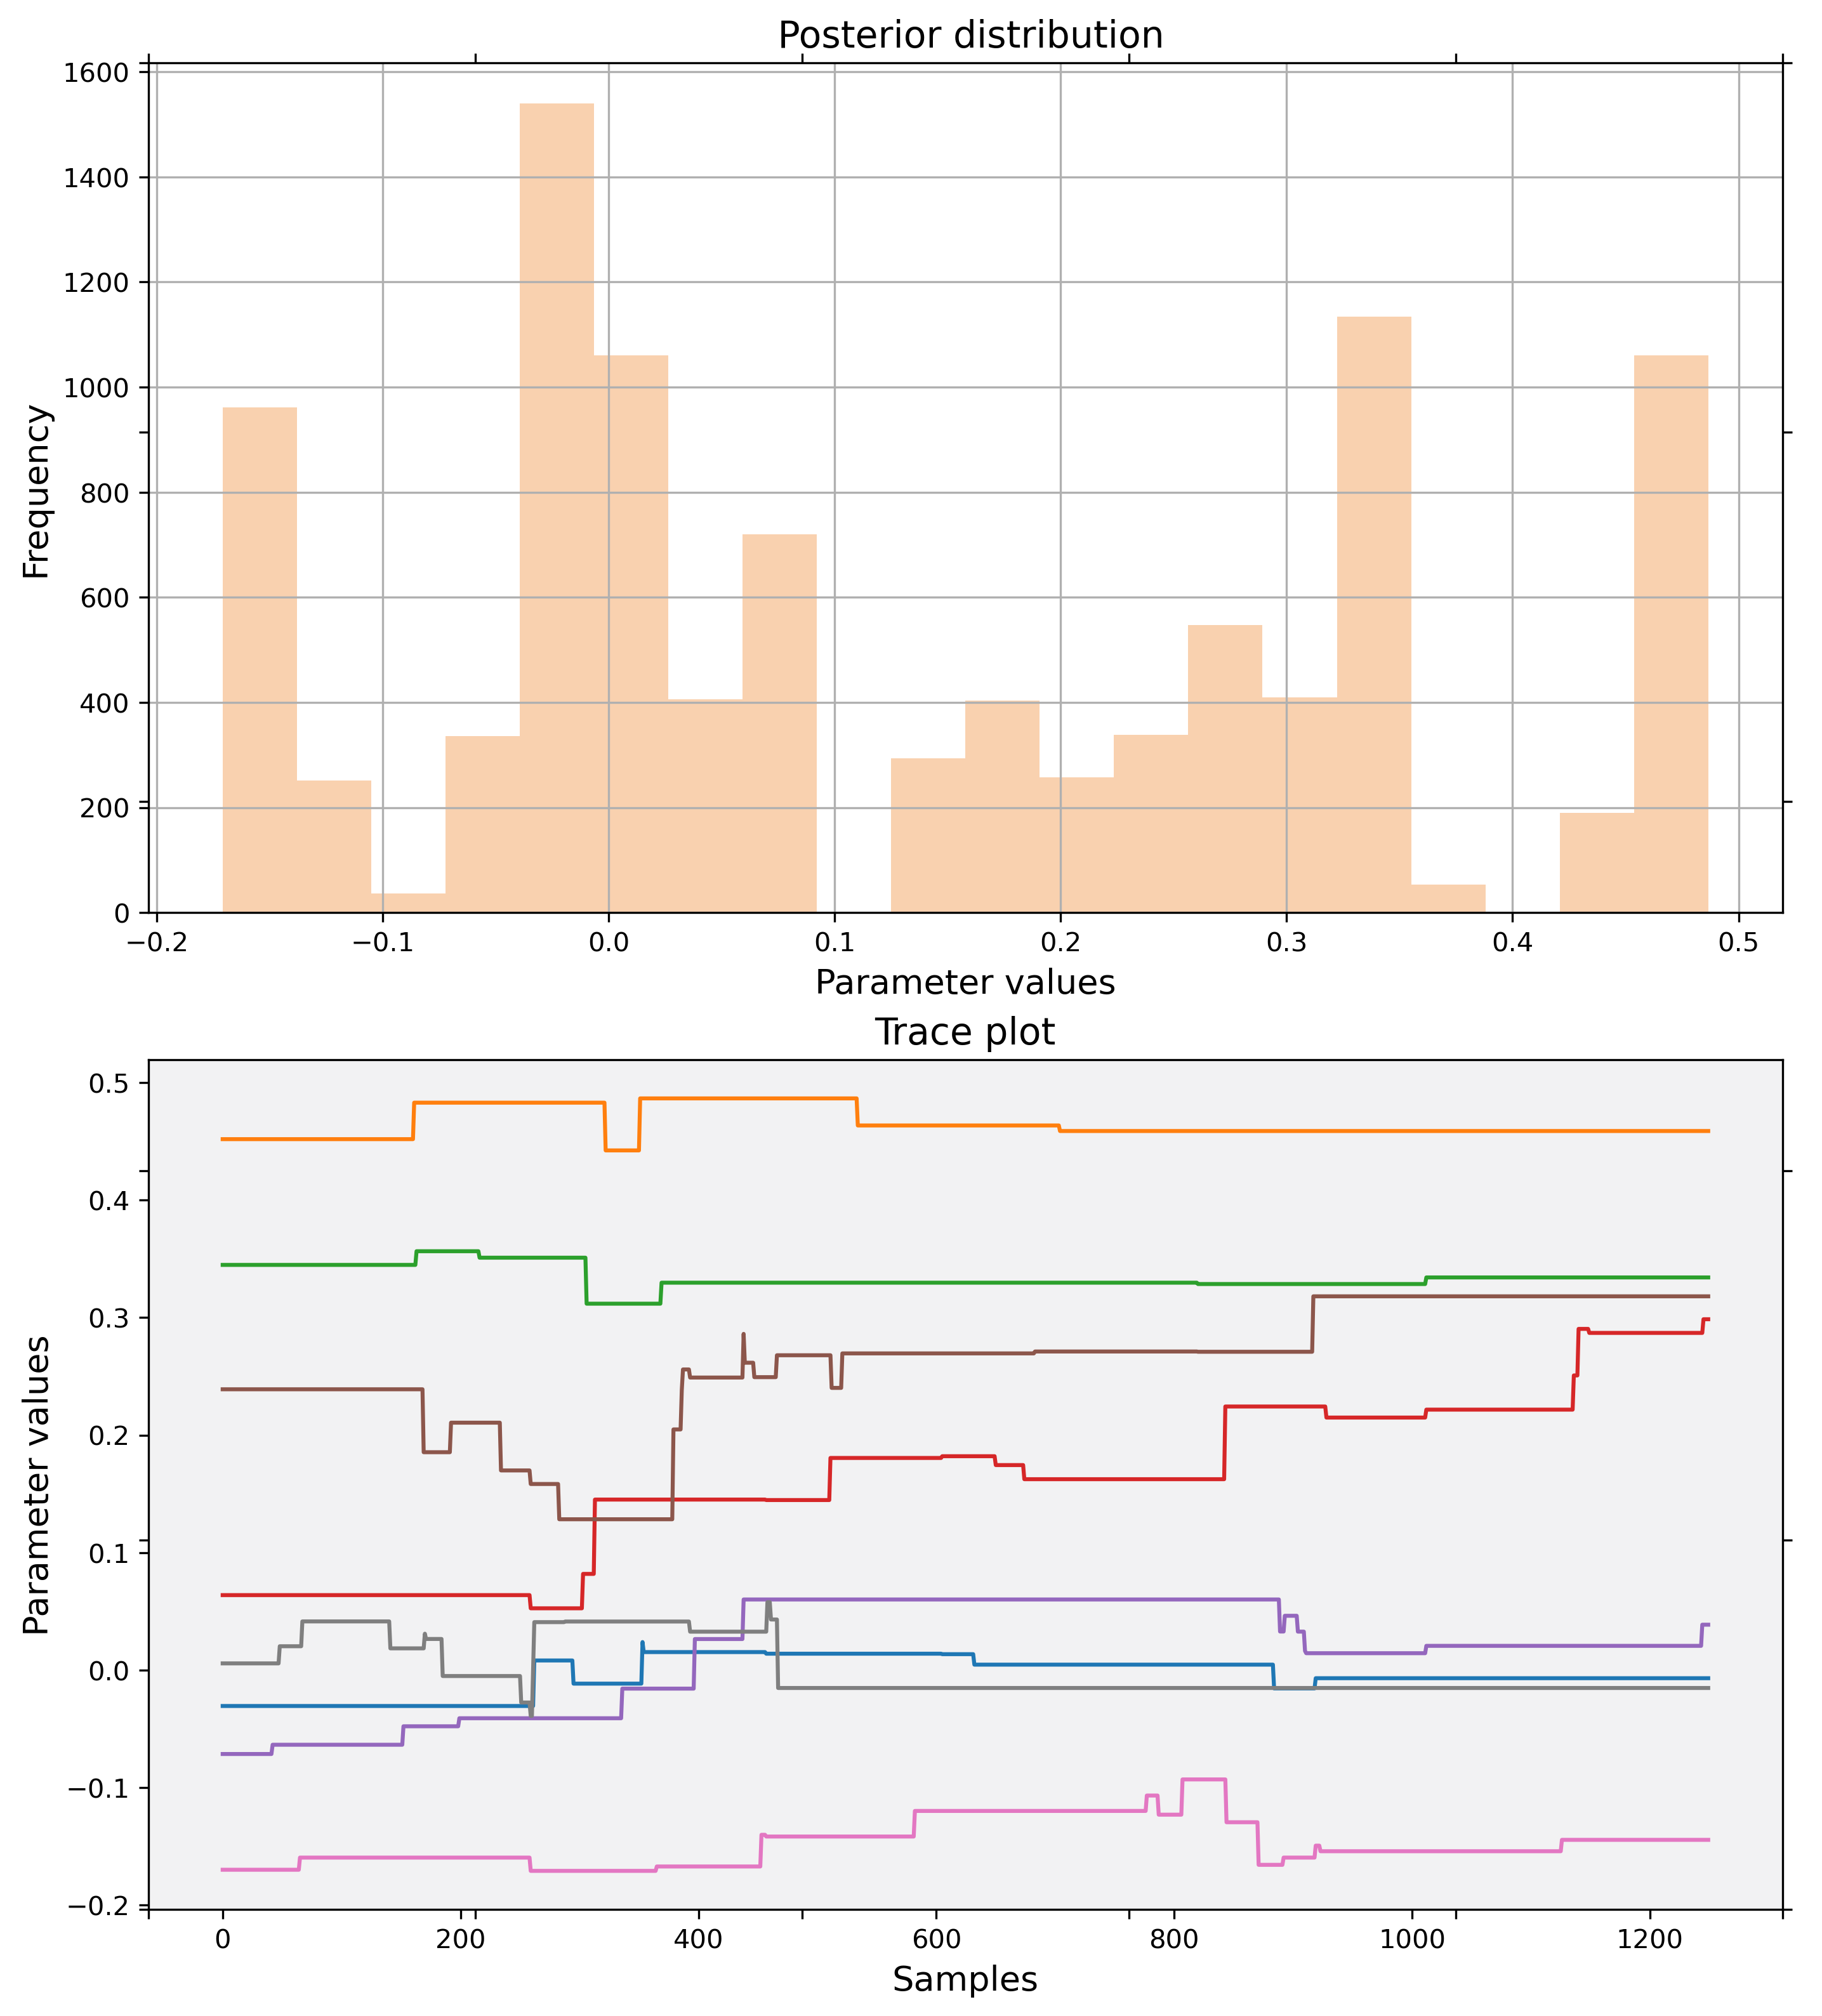 Posterior distribution
1600
1400
1200
1000
800
600
400
200
0
Frequency
−0.2 −0.1 0.0 0.1 0.2 0.3 0.4 0.5
Parameter values
Trace plot
0.5
0.4
0.3
0.2
0.1
0.0
−0.1
−0.2
Parameter values
0 200 400 600 800 1000 1200
Samples